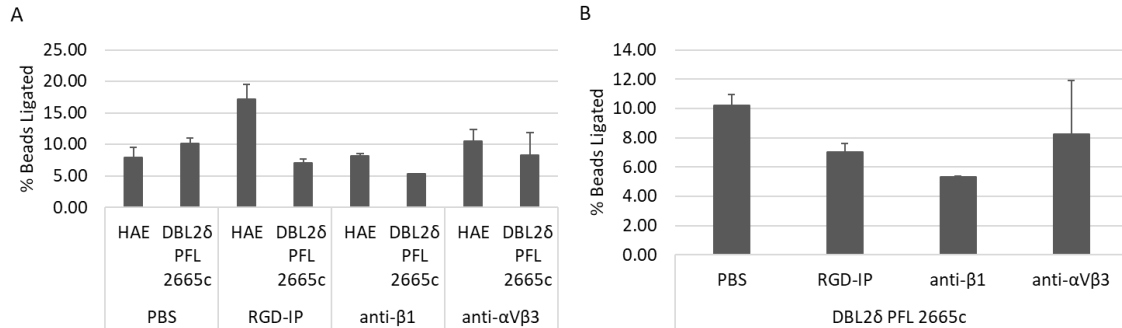 A
% Beads Ligated
25.00
20.00
15.00
10.00
5.00
0.00
HAE DBL2δ HAE DBL2δ HAE DBL2δ HAE DBL2δ
PFL PFL PFL PFL
2665c 2665c 2665c 2665c
PBS RGD-IP anti-β1 anti-αVβ3
B
% Beads Ligated
14.00
12.00
10.00
8.00
6.00
4.00
2.00
0.00
PBS RGD-IP anti-β1 anti-αVβ3
DBL2δ PFL 2665c